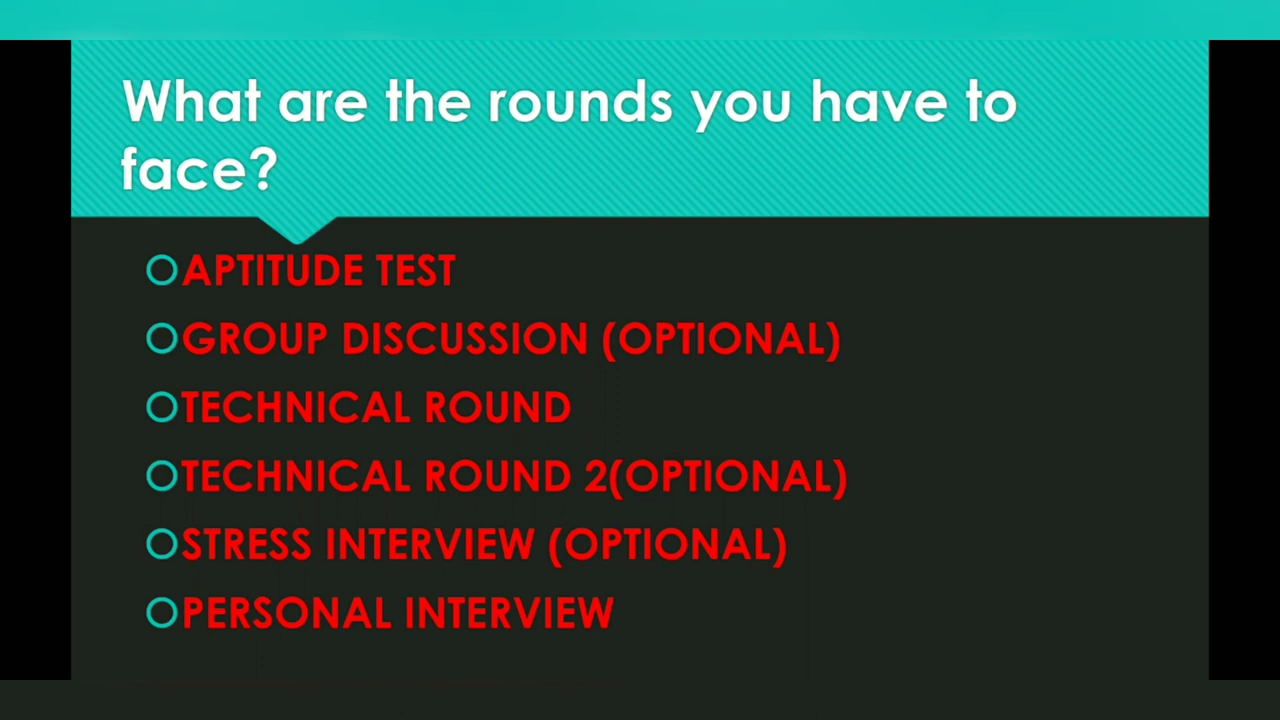 What are the rounds you have to
face?
APTITUDE TEST
GROUP DISCUSSION (OPTIONAL)
TECHNICAL ROUND
TECHNICAL ROUND 2(OPTIONAL)
STRESS INTERVIEW (OPTIONAL)
PERSONAL INTERVIEW